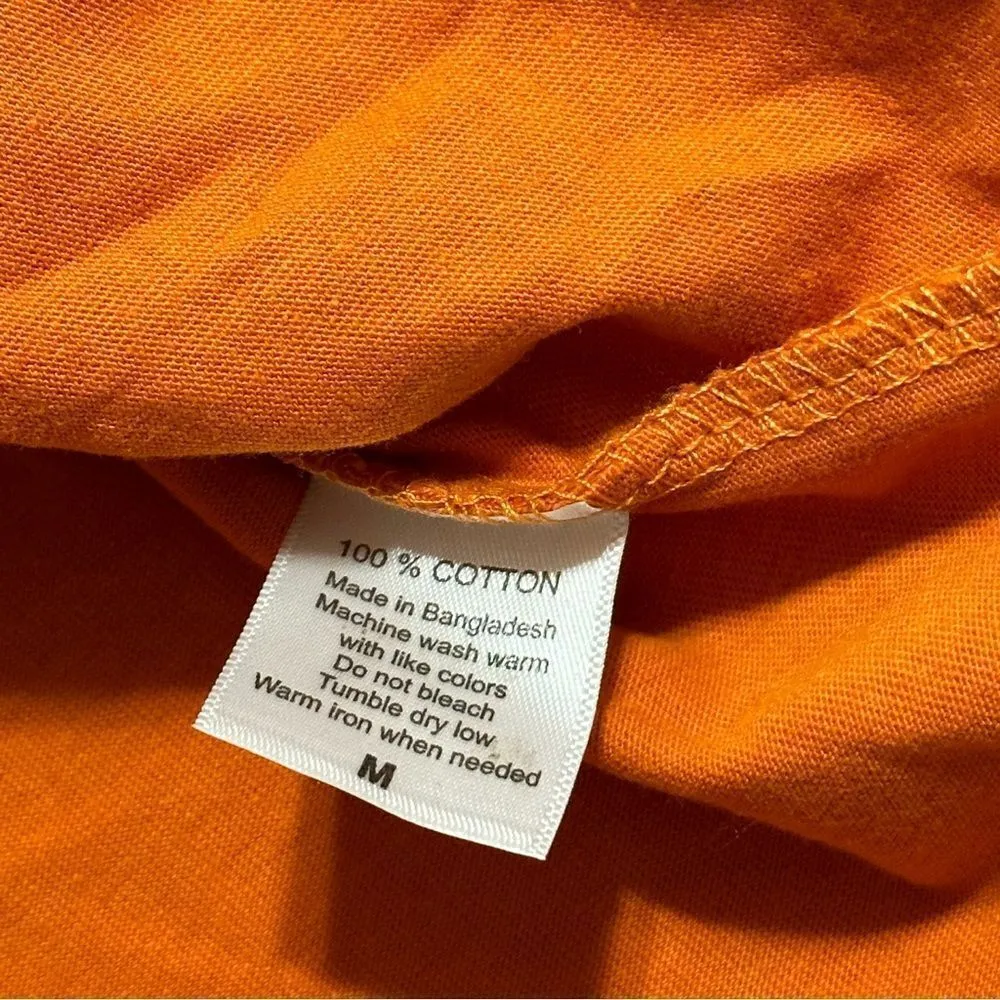 100 % COTTON
Made in Bangladesh
Machine wash warm
with like colors
Do not bleach
Tumble dry low
Warm iron when needed
M